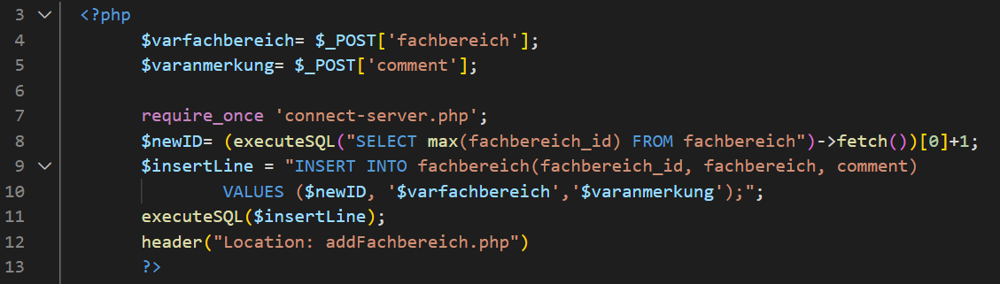 3 <?php
4 $varfachbereich= $_POST['fachbereich'];
5 $varanmerkung= $_POST['comment'];
6
7 require_once 'connect-server.php';
8 $newID= (executeSQL("SELECT max(fachbereich_id) FROM fachbereich")->fetch())[0]+1;
9 $insertLine = "INSERT INTO fachbereich(fachbereich_id, fachbereich, comment)
10 VALUES ($newID, '$varfachbereich','$varanmerkung');";
11 executeSQL($insertLine);
12 header("Location: addFachbereich.php")
13 ?>